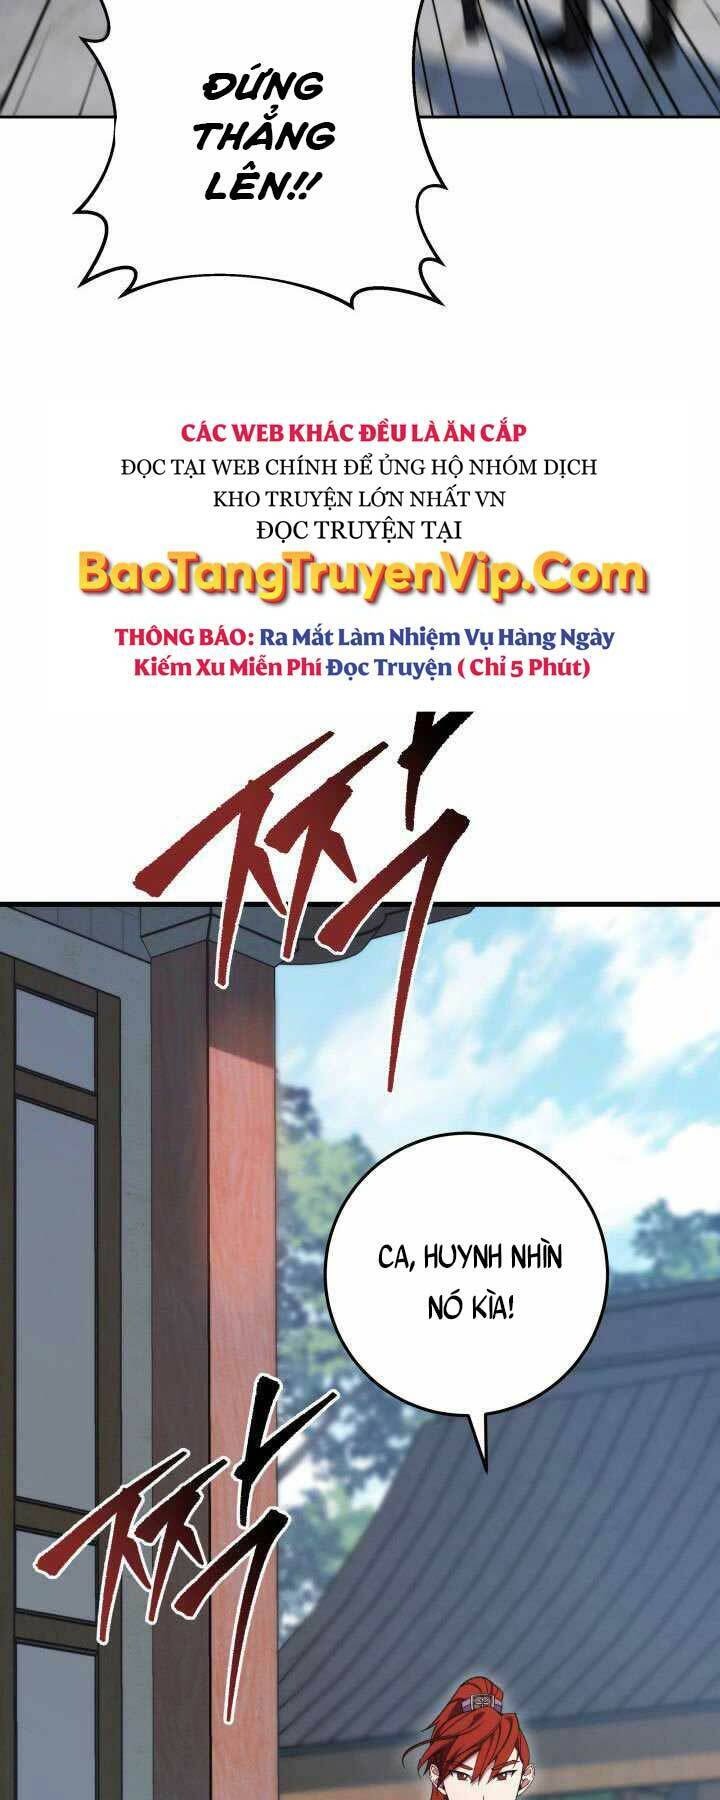 ĐỨNG
THẲNG
LÊN!!
CÁC WEB KHÁC ĐỀU LÀ ĂN CẮP
ĐỌC TẠI WEB CHÍNH ĐỂ ỦNG HỘ NHÓM DỊCH
KHO TRUYỆN LỚN NHẤT VN
ĐỌC TRUYỆN TẠI
BaoTangTruyenVip.Com
THÔNG BÁO: Ra Mắt Làm Nhiệm Vụ Hàng Ngày
Kiếm Xu Miễn Phí Đọc Truyện ( Chỉ 5 Phút)
CA, HUYNH NHÌN
NÓ KÌA!